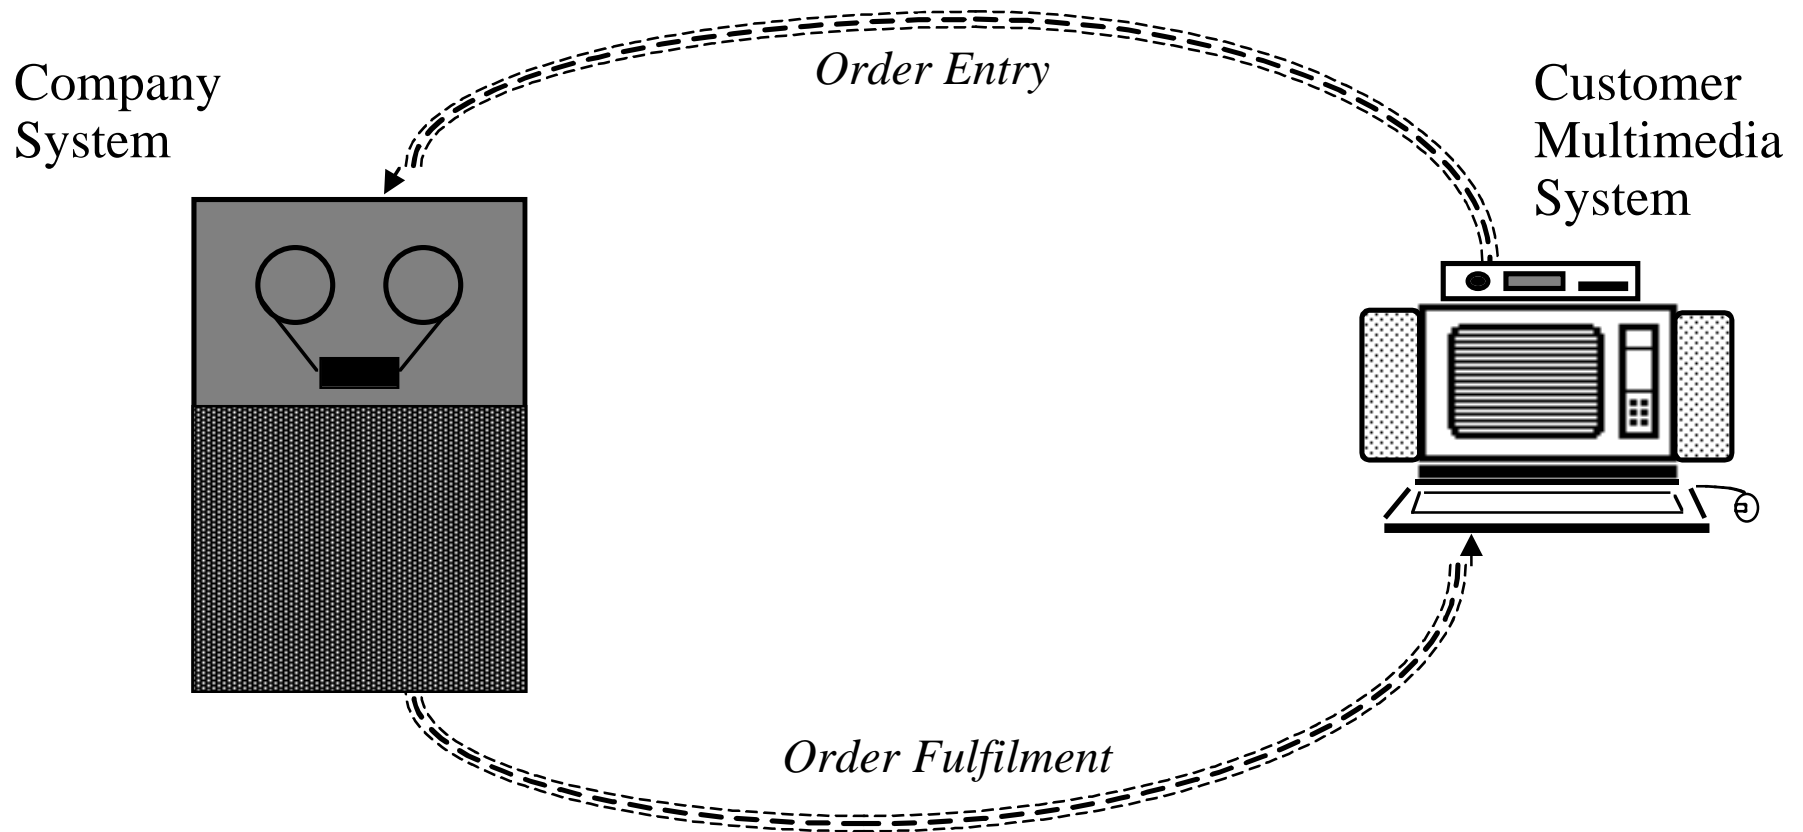 Order Entry
Company
System
Customer
Multimedia
System
Order Fulfilment